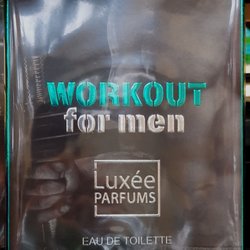 WORKOUT
for men
Luxée
PARFUMS
EAU DE TOILETTE